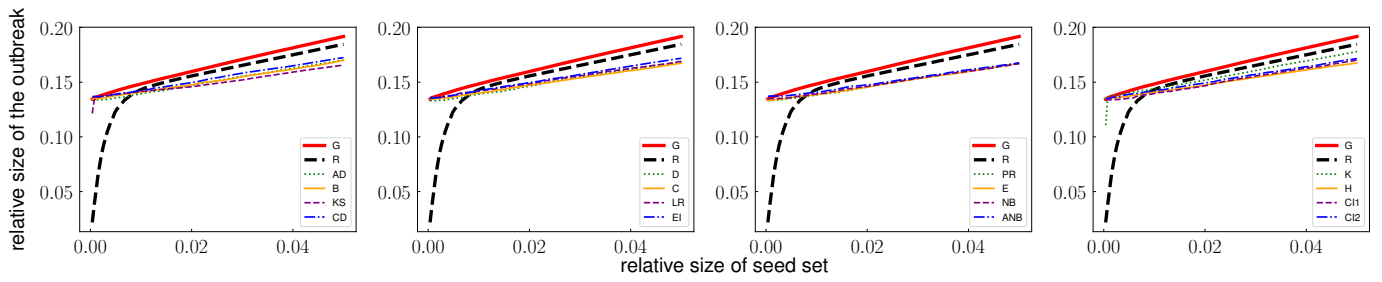 relative size of the outbreak
0.20
0.15
0.10
0.05
0.00
0.02
0.04
G
R
AD
B
KS
CD
0.20
0.15
0.10
0.05
0.00
0.02
0.04
G
R
D
C
LR
EI
0.20
0.15
0.10
0.05
0.00
0.02
0.04
G
R
PR
E
NB
ANB
0.20
0.15
0.10
0.05
0.00
0.02
0.04
G
R
K
H
CI1
CI2
relative size of seed set